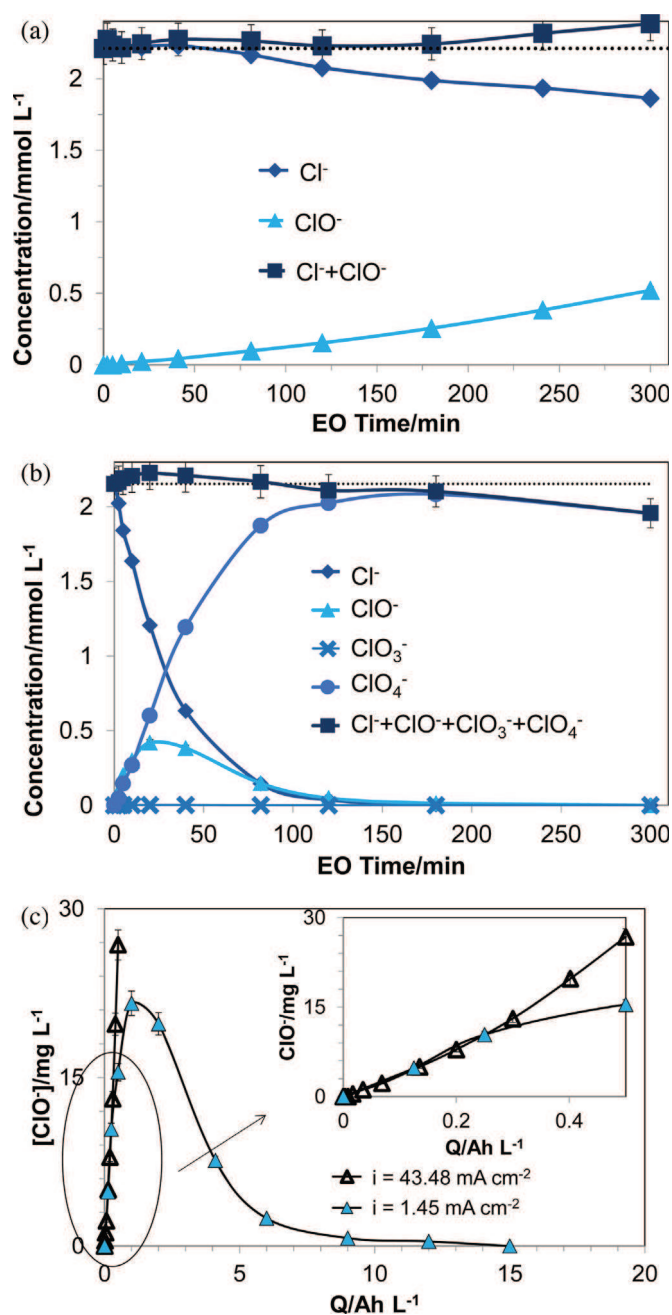 (a)
Concentration/mmol L-1
2
1.5
1
0.5
0
Cl-
ClO-
Cl-+ClO-
0 50 100 150 200 250 300
EO Time/min
(b)
Concentration/mmol L-1
2
1.5
1
0.5
0
Cl-
ClO-
ClO3-
ClO4-
Cl-+ClO-+ClO3-+ClO4-
0 50 100 150 200 250 300
EO Time/min
(c)
[ClO-]/mg L-1
30
15
0
ClO-/mg L-1
30
15
0
0 0.2 0.4
Q/Ah L-1
i = 43.48 mA cm-2
i = 1.45 mA cm-2
0 5 10 15 20
Q/Ah L-1